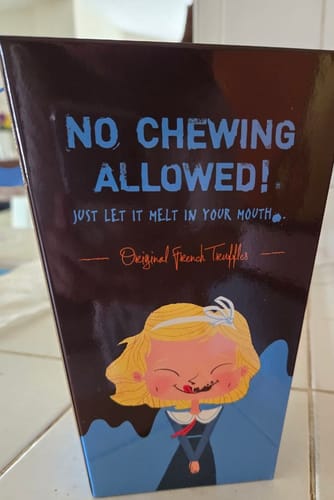 NO CHEWING
ALLOWED!
JUST LET IT MELT IN YOUR MOUTH...
Original French Truffles